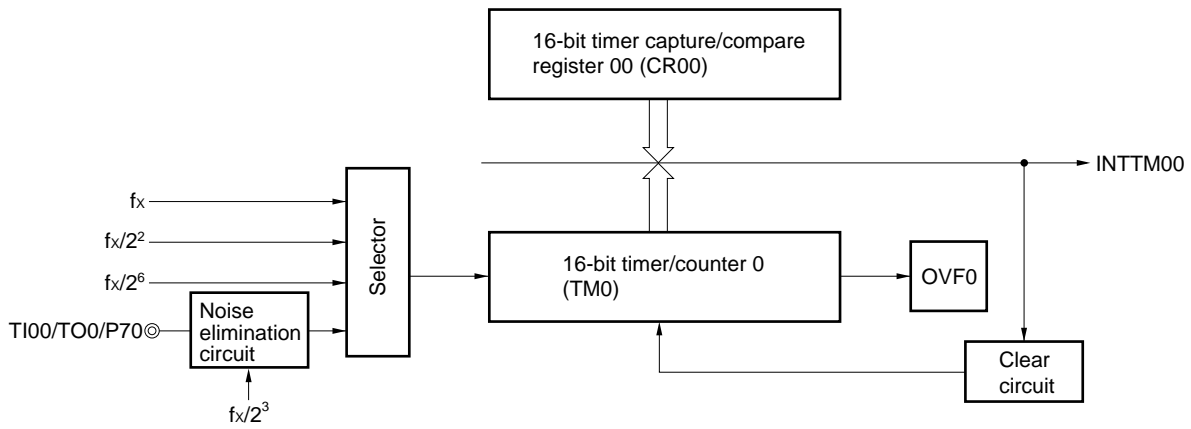 16-bit timer capture/compare
register 00 (CR00)
INTTM00
fX
fX/2²
fX/2⁶
Selector
16-bit timer/counter 0
(TM0)
OVF0
TI00/TO0/P70
Noise
elimination
circuit
Clear
circuit
fX/2³